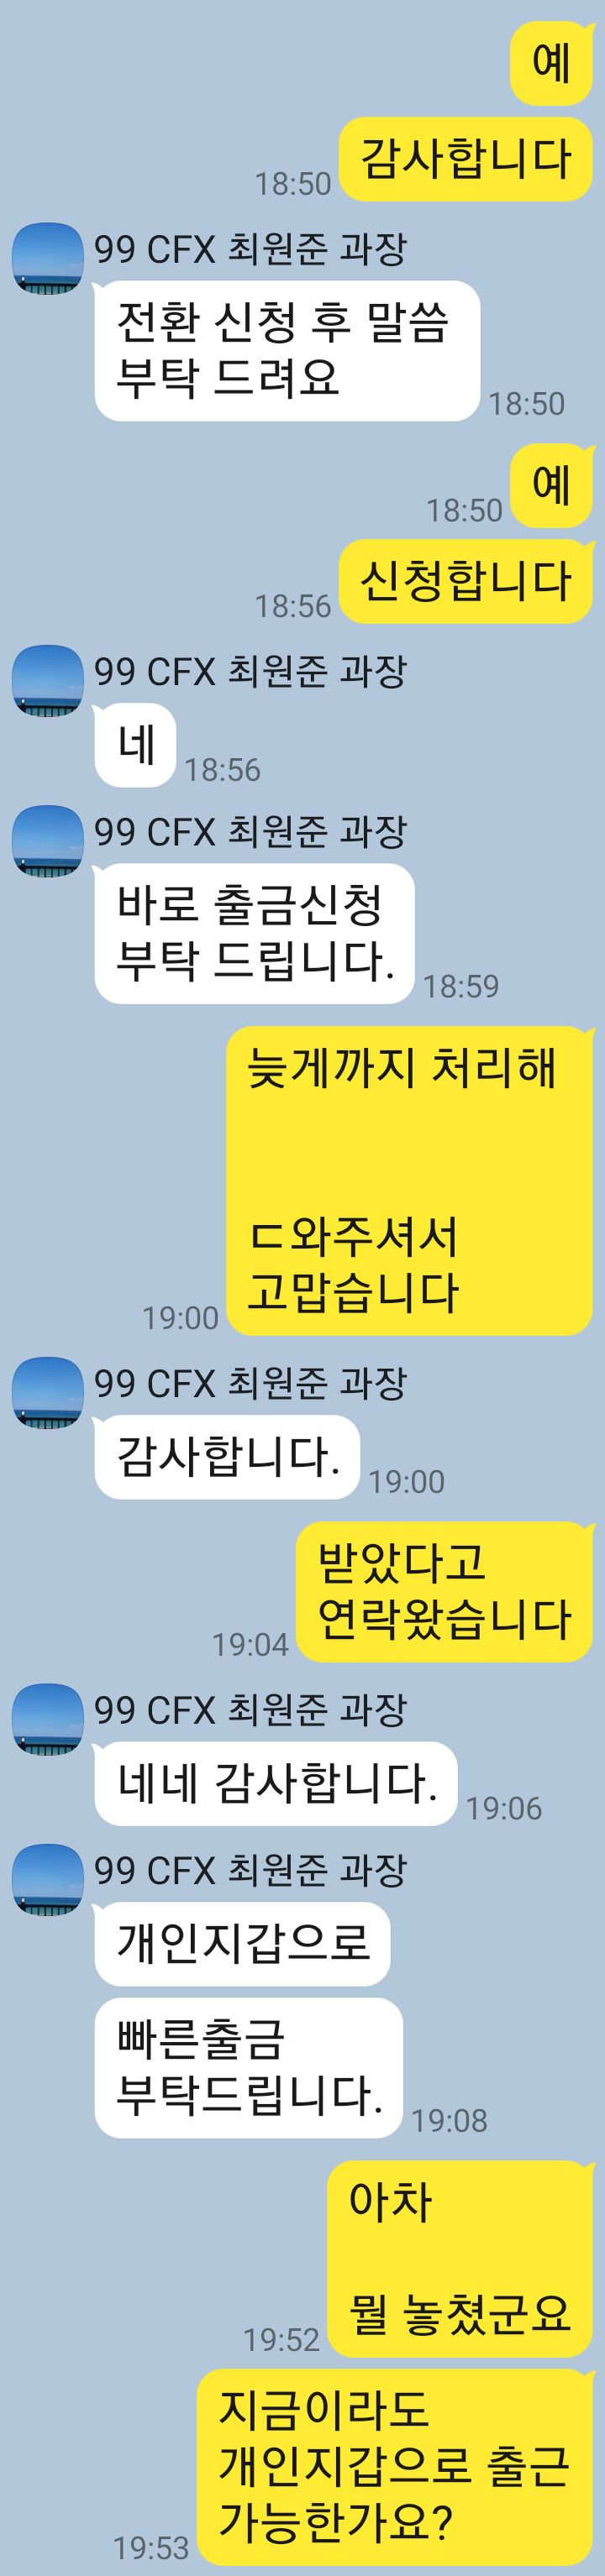 예
감사합니다
18:50
99 CFX 최원준 과장
전환 신청 후 말씀
부탁 드려요
18:50
예
18:50
신청합니다
18:56
99 CFX 최원준 과장
네
18:56
99 CFX 최원준 과장
바로 출금신청
부탁 드립니다.
18:59
늦게까지 처리해
ㄷ와주셔서
고맙습니다
19:00
99 CFX 최원준 과장
감사합니다.
19:00
받았다고
연락왔습니다
19:04
99 CFX 최원준 과장
네네 감사합니다.
19:06
99 CFX 최원준 과장
개인지갑으로
빠른출금
부탁드립니다.
19:08
아차
뭘 놓쳤군요
19:52
지금이라도
개인지갑으로 출근
가능한가요?
19:53